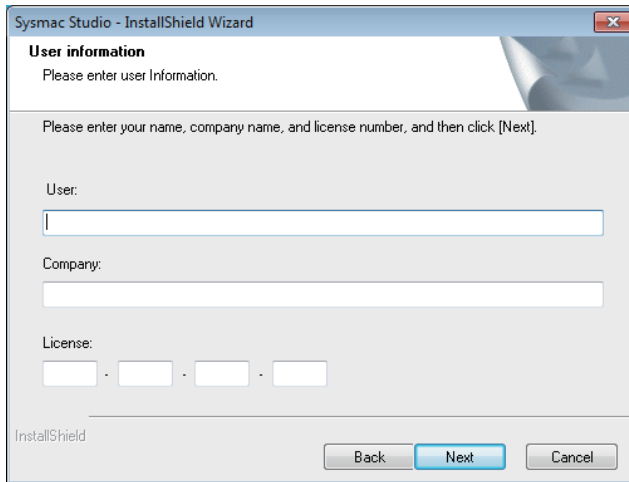 Sysmac Studio - InstallShield Wizard
User information
Please enter user Information.
Please enter your name, company name, and license number, and then click [Next].
User:
Company:
License:
- - -
InstallShield
Back Next Cancel